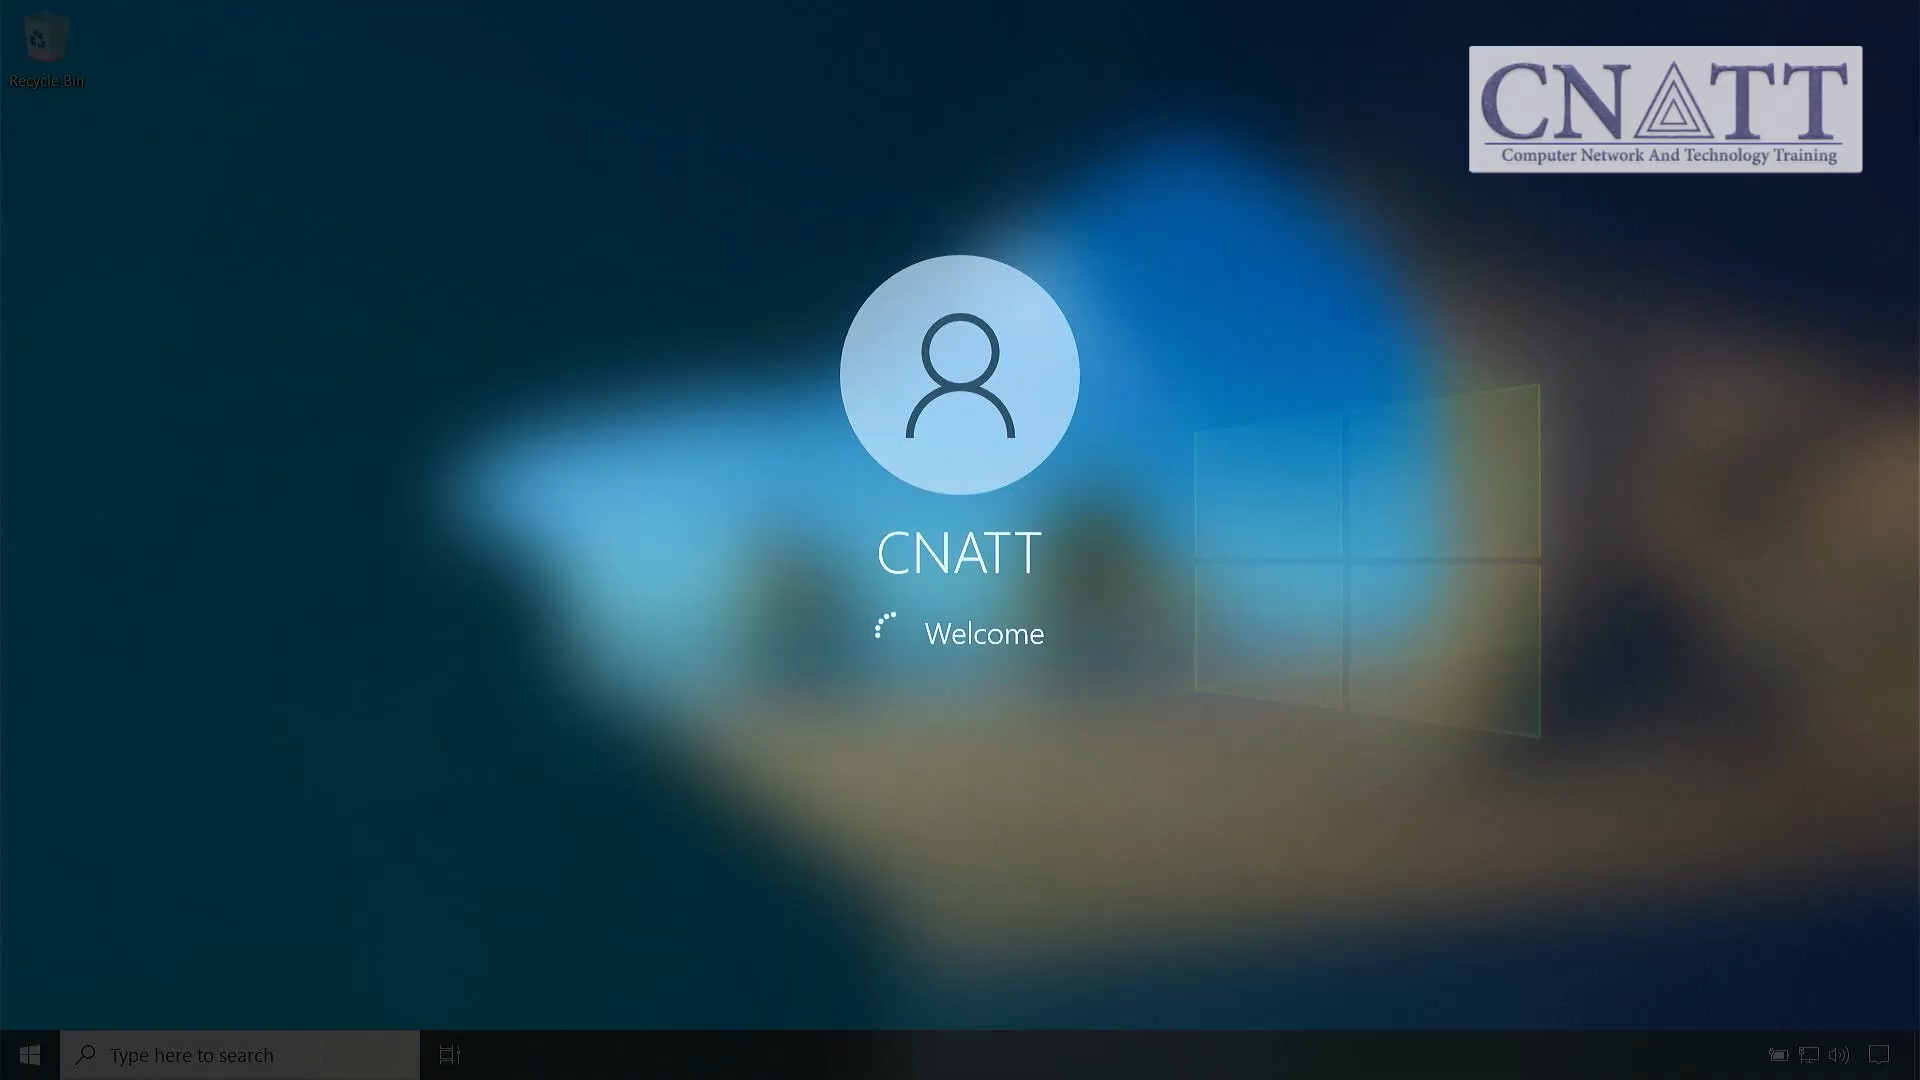 Recycle Bin
CNATT
Computer Network And Technology Training
CNATT
Welcome
Type here to search